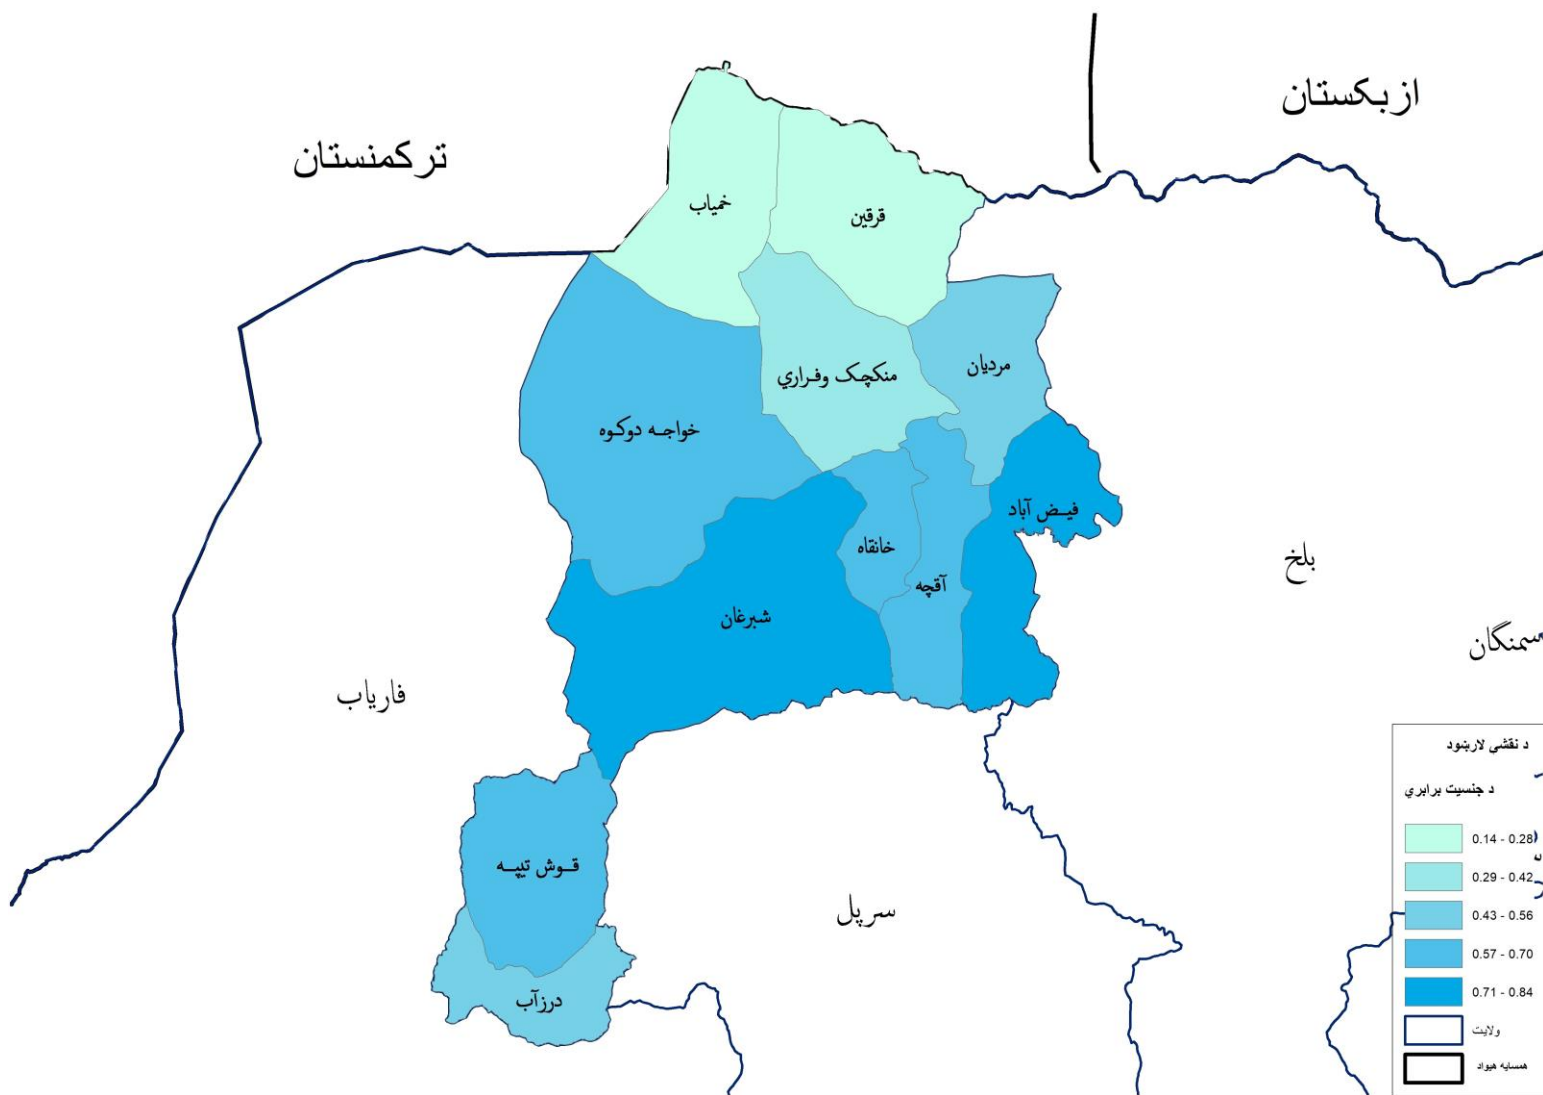 ازبکستان
ترکمنستان
خمیاب
قرقین
مردیان
منکچک وفراري
خواجه دوکوه
فیض آباد
خانقاه
آقچه
بلخ
شبرغان
سمنگان
فاریاب
قوش تیپه
سرپل
درزآب
د نقشې لارښود
د جنسیت برابري
0.14 - 0.28
0.29 - 0.42
0.43 - 0.56
0.57 - 0.70
0.71 - 0.84
ولایت
همسایه هیواد